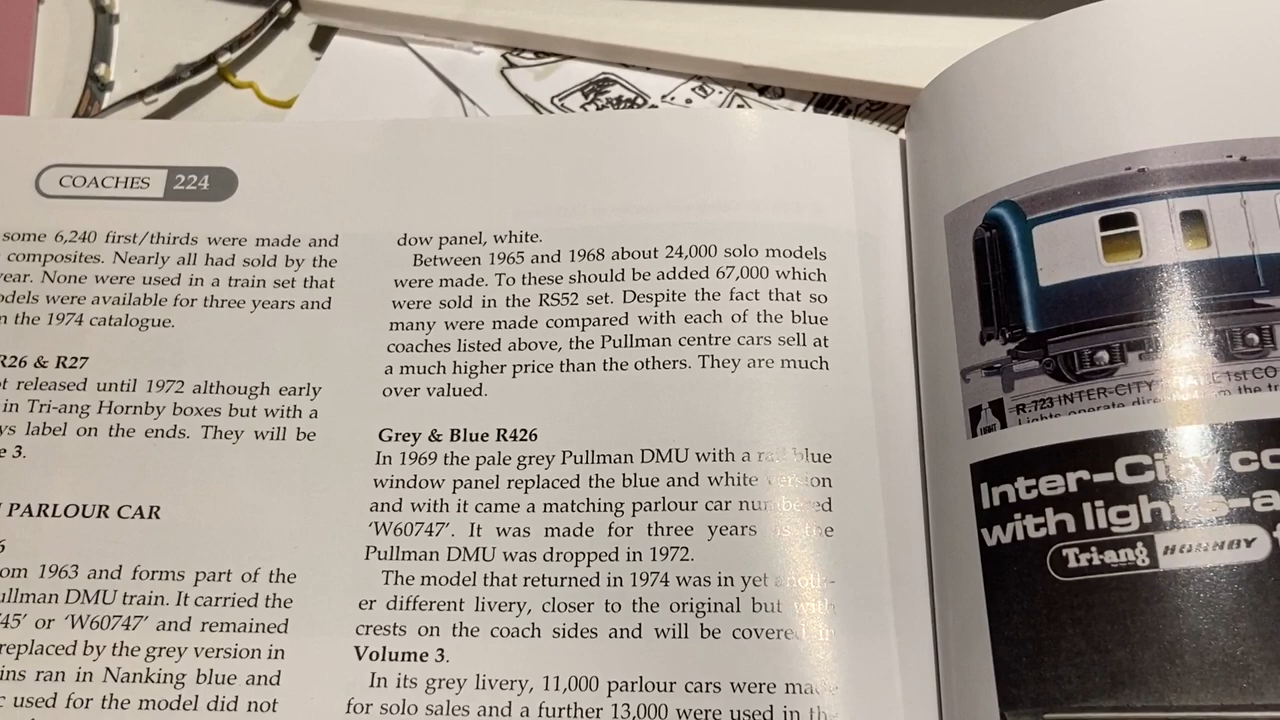 COACHES 224
some 6,240 first/thirds were made and
composites. Nearly all had sold by the
year. None were used in a train set that
models were available for three years and
the 1974 catalogue.
R26 & R27
released until 1972 although early
in Tri-ang Hornby boxes but with a
label on the ends. They will be
3.
PARLOUR CAR
from 1963 and forms part of the
DMU train. It carried the
or ‘W60747’ and remained
replaced by the grey version in
ran in Nanking blue and
used for the model did not
dow panel, white.
Between 1965 and 1968 about 24,000 solo models
were made. To these should be added 67,000 which
were sold in the RS52 set. Despite the fact that so
many were made compared with each of the blue
coaches listed above, the Pullman centre cars sell at
a much higher price than the others. They are much
over valued.
Grey & Blue R426
In 1969 the pale grey Pullman DMU with a rail blue
window panel replaced the blue and white version
and with it came a matching parlour car numbered
‘W60747’. It was made for three years as the
Pullman DMU was dropped in 1972.
The model that returned in 1974 was in yet anoth-
er different livery, closer to the original but with
crests on the coach sides and will be covered in
Volume 3.
In its grey livery, 11,000 parlour cars were made
for solo sales and a further 13,000 were used in the
R.723 INTER-CITY 1st CO
Lights operate from the
LIGHT
Inter-City co
with lights-a
Tri-ang HORNBY